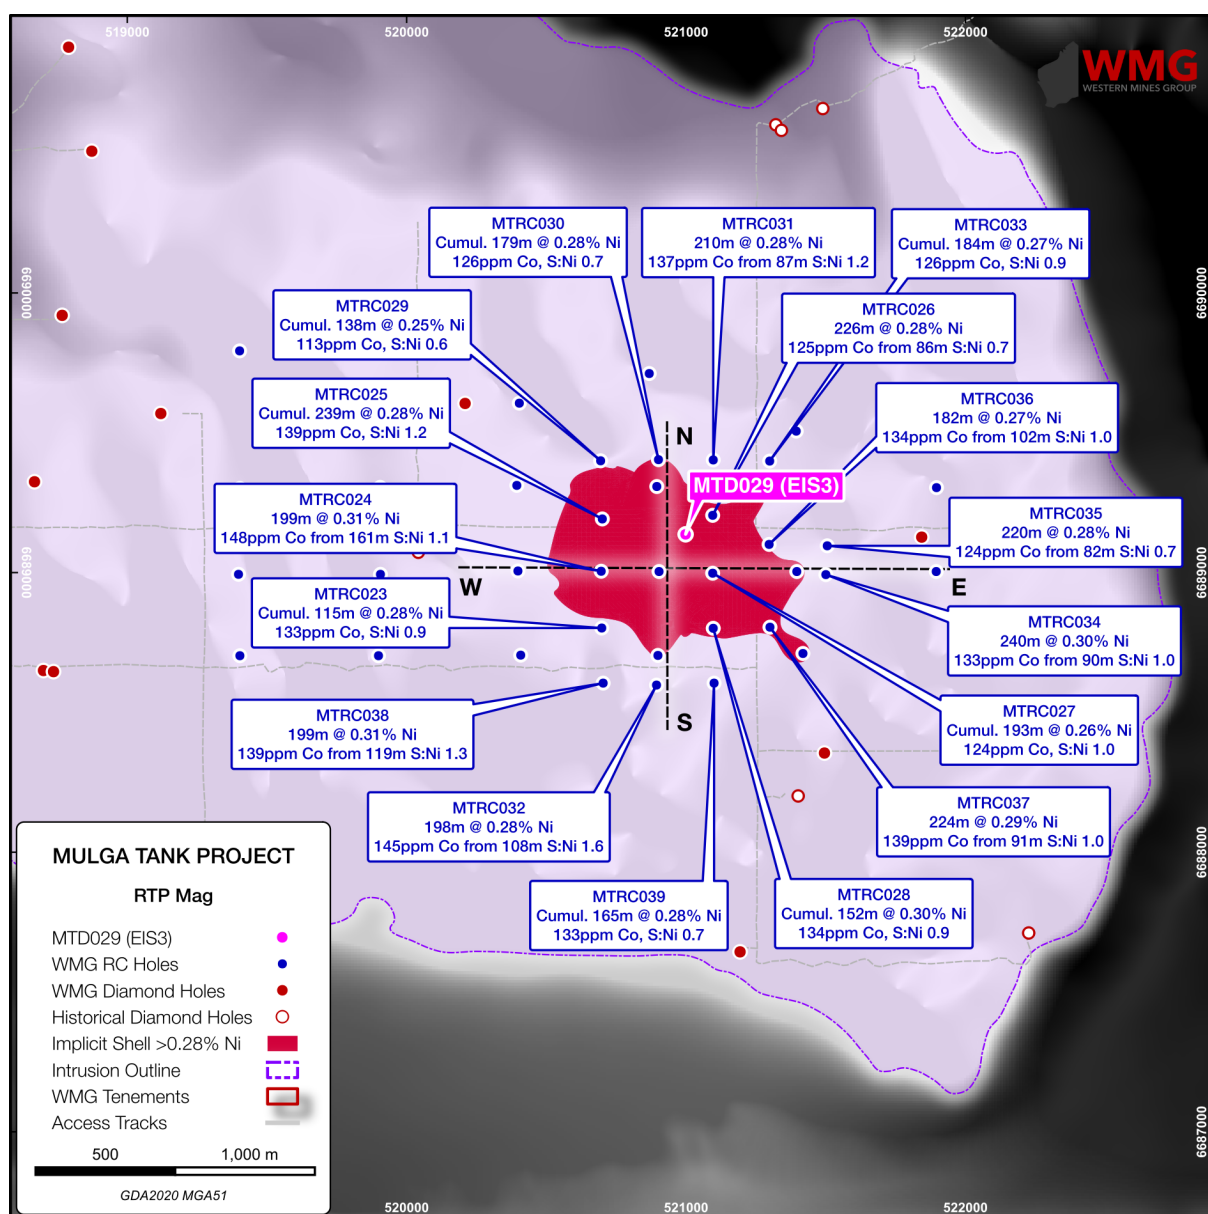 519000
520000
521000
522000
WMG
WESTERN MINES GROUP
6690000
6690000
MTRC030
Cumul. 179m @ 0.28% Ni
126ppm Co, S:Ni 0.7
MTRC031
210m @ 0.28% Ni
137ppm Co from 87m S:Ni 1.2
MTRC033
Cumul. 184m @ 0.27% Ni
126ppm Co, S:Ni 0.9
MTRC029
Cumul. 138m @ 0.25% Ni
113ppm Co, S:Ni 0.6
MTRC026
226m @ 0.28% Ni
125ppm Co from 86m S:Ni 0.7
MTRC025
Cumul. 239m @ 0.28% Ni
139ppm Co, S:Ni 1.2
MTRC036
182m @ 0.27% Ni
134ppm Co from 102m S:Ni 1.0
N
MTD029 (EIS3)
MTRC024
199m @ 0.31% Ni
148ppm Co from 161m S:Ni 1.1
MTRC035
220m @ 0.28% Ni
124ppm Co from 82m S:Ni 0.7
6689000
6689000
W
E
MTRC023
Cumul. 115m @ 0.28% Ni
133ppm Co, S:Ni 0.9
MTRC034
240m @ 0.30% Ni
133ppm Co from 90m S:Ni 1.0
S
MTRC038
199m @ 0.31% Ni
139ppm Co from 119m S:Ni 1.3
MTRC027
Cumul. 193m @ 0.26% Ni
124ppm Co, S:Ni 1.0
MTRC032
198m @ 0.28% Ni
145ppm Co from 108m S:Ni 1.6
MTRC037
224m @ 0.29% Ni
139ppm Co from 91m S:Ni 1.0
6688000
MTRC039
Cumul. 165m @ 0.28% Ni
133ppm Co, S:Ni 0.7
MTRC028
Cumul. 152m @ 0.30% Ni
134ppm Co, S:Ni 0.9
MULGA TANK PROJECT
RTP Mag
MTD029 (EIS3)
WMG RC Holes
WMG Diamond Holes
Historical Diamond Holes
Implicit Shell >0.28% Ni
Intrusion Outline
WMG Tenements
Access Tracks
500
1,000 m
GDA2020 MGA51
6687000
520000
521000
522000